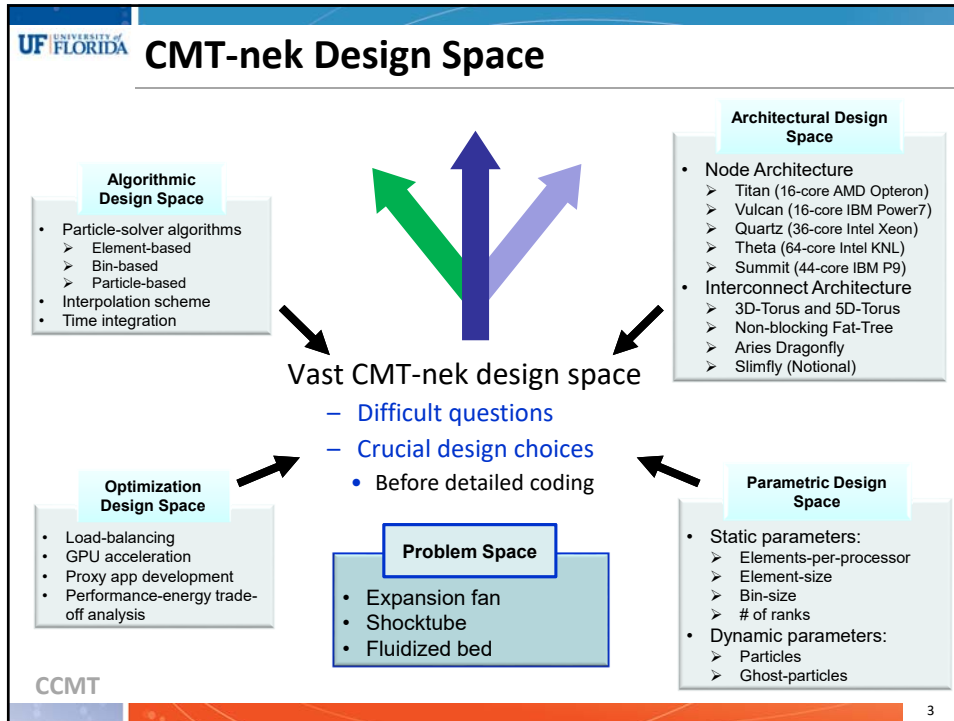 UF UNIVERSITY of
FLORIDA
CMT-nek Design Space
Algorithmic
Design Space
• Particle-solver algorithms
➢ Element-based
➢ Bin-based
➢ Particle-based
• Interpolation scheme
• Time integration
Architectural Design
Space
• Node Architecture
➢ Titan (16-core AMD Opteron)
➢ Vulcan (16-core IBM Power7)
➢ Quartz (36-core Intel Xeon)
➢ Theta (64-core Intel KNL)
➢ Summit (44-core IBM P9)
• Interconnect Architecture
➢ 3D-Torus and 5D-Torus
➢ Non-blocking Fat-Tree
➢ Aries Dragonfly
➢ Slimfly (Notional)
Vast CMT-nek design space
– Difficult questions
– Crucial design choices
• Before detailed coding
Optimization
Design Space
• Load-balancing
• GPU acceleration
• Proxy app development
• Performance-energy trade-
off analysis
Problem Space
• Expansion fan
• Shocktube
• Fluidized bed
Parametric Design
Space
• Static parameters:
➢ Elements-per-processor
➢ Element-size
➢ Bin-size
➢ # of ranks
• Dynamic parameters:
➢ Particles
➢ Ghost-particles
CCMT
3